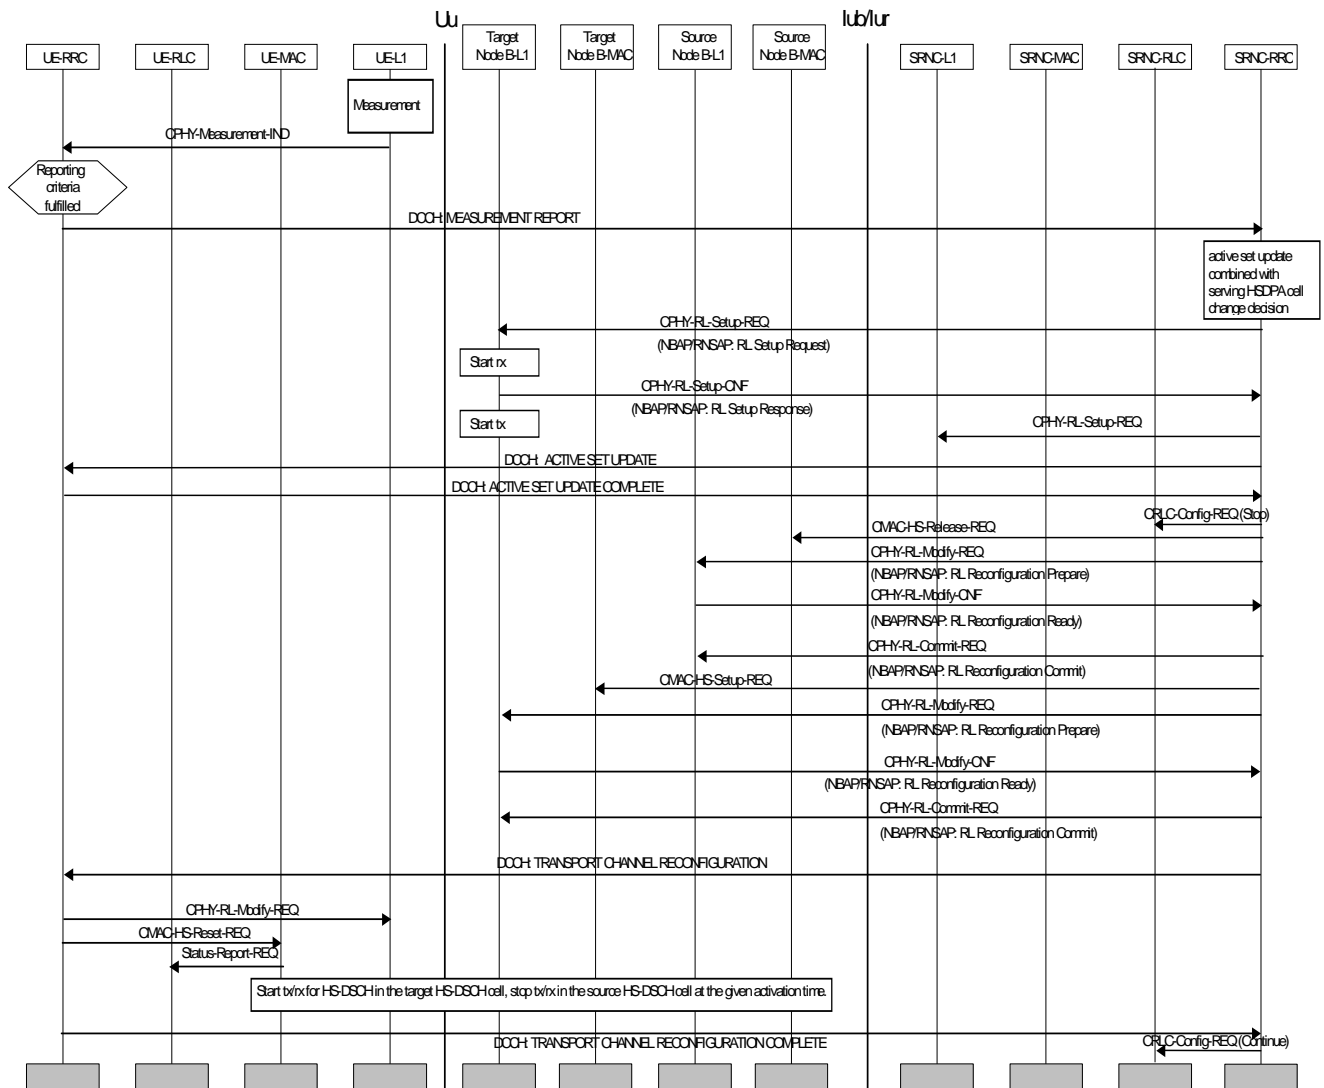 Uu
Iub/Iur
UE-RRC
UE-RLC
UE-MAC
UE-L1
Target
Node B-L1
Target
Node B-MAC
Source
Node B-L1
Source
Node B-MAC
SRNC-L1
SRNC-MAC
SRNC-RLC
SRNC-RRC
Measurement
CPHY-Measurement-IND
Reporting
criteria
fulfilled
DCCH: MEASUREMENT REPORT
active set update
combined with
serving HSDPA cell
change decision
CPHY-RL-Setup-REQ
(NBAP/RNSAP: RL Setup Request)
Start rx
CPHY-RL-Setup-CNF
(NBAP/RNSAP: RL Setup Response)
Start tx
CPHY-RL-Setup-REQ
DCCH: ACTIVE SET UPDATE
DCCH: ACTIVE SET UPDATE COMPLETE
CRLC-Config-REQ (Stop)
CMAC-HS-Release-REQ
CPHY-RL-Modify-REQ
(NBAP/RNSAP: RL Reconfiguration Prepare)
CPHY-RL-Modify-CNF
(NBAP/RNSAP: RL Reconfiguration Ready)
CPHY-RL-Commit-REQ
(NBAP/RNSAP: RL Reconfiguration Commit)
CMAC-HS-Setup-REQ
CPHY-RL-Modify-REQ
(NBAP/RNSAP: RL Reconfiguration Prepare)
CPHY-RL-Modify-CNF
(NBAP/RNSAP: RL Reconfiguration Ready)
CPHY-RL-Commit-REQ
(NBAP/RNSAP: RL Reconfiguration Commit)
DCCH: TRANSPORT CHANNEL RECONFIGURATION
CPHY-RL-Modify-REQ
CMAC-HS-Reset-REQ
Status-Report-REQ
Start tx/rx for HS-DSCH in the target HS-DSCH cell, stop tx/rx in the source HS-DSCH cell at the given activation time.
DCCH: TRANSPORT CHANNEL RECONFIGURATION COMPLETE
CRLC-Config-REQ (Continue)